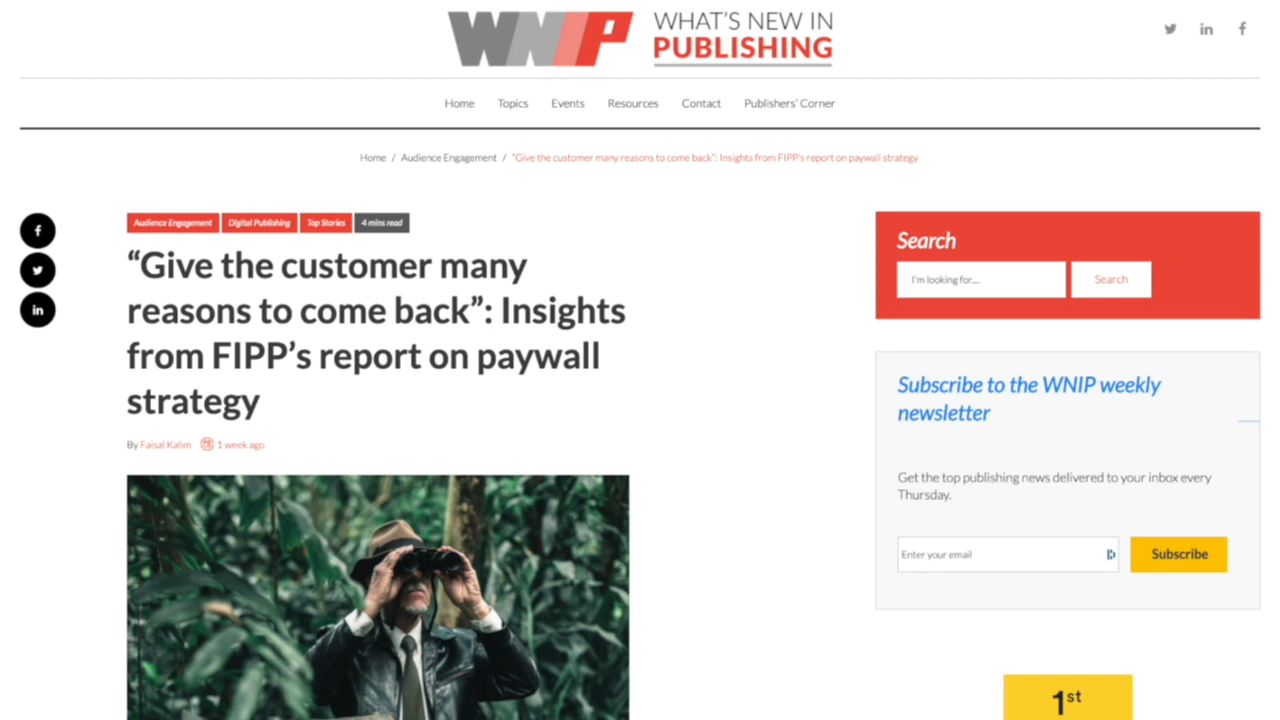 WNIP
WHAT'S NEW IN
PUBLISHING
Home Topics Events Resources Contact Publishers' Corner
Home / Audience Engagement / "Give the customer many reasons to come back": Insights from FIPP's report on paywall strategy
Audience Engagement Digital Publishing Top Stories 4 mins read
“Give the customer many
reasons to come back”: Insights
from FIPP’s report on paywall
strategy
By Faisal Kalim 1 week ago
Search
I'm looking for.... Search
Subscribe to the WNIP weekly
newsletter
Get the top publishing news delivered to your inbox every
Thursday.
Enter your email Subscribe
1st